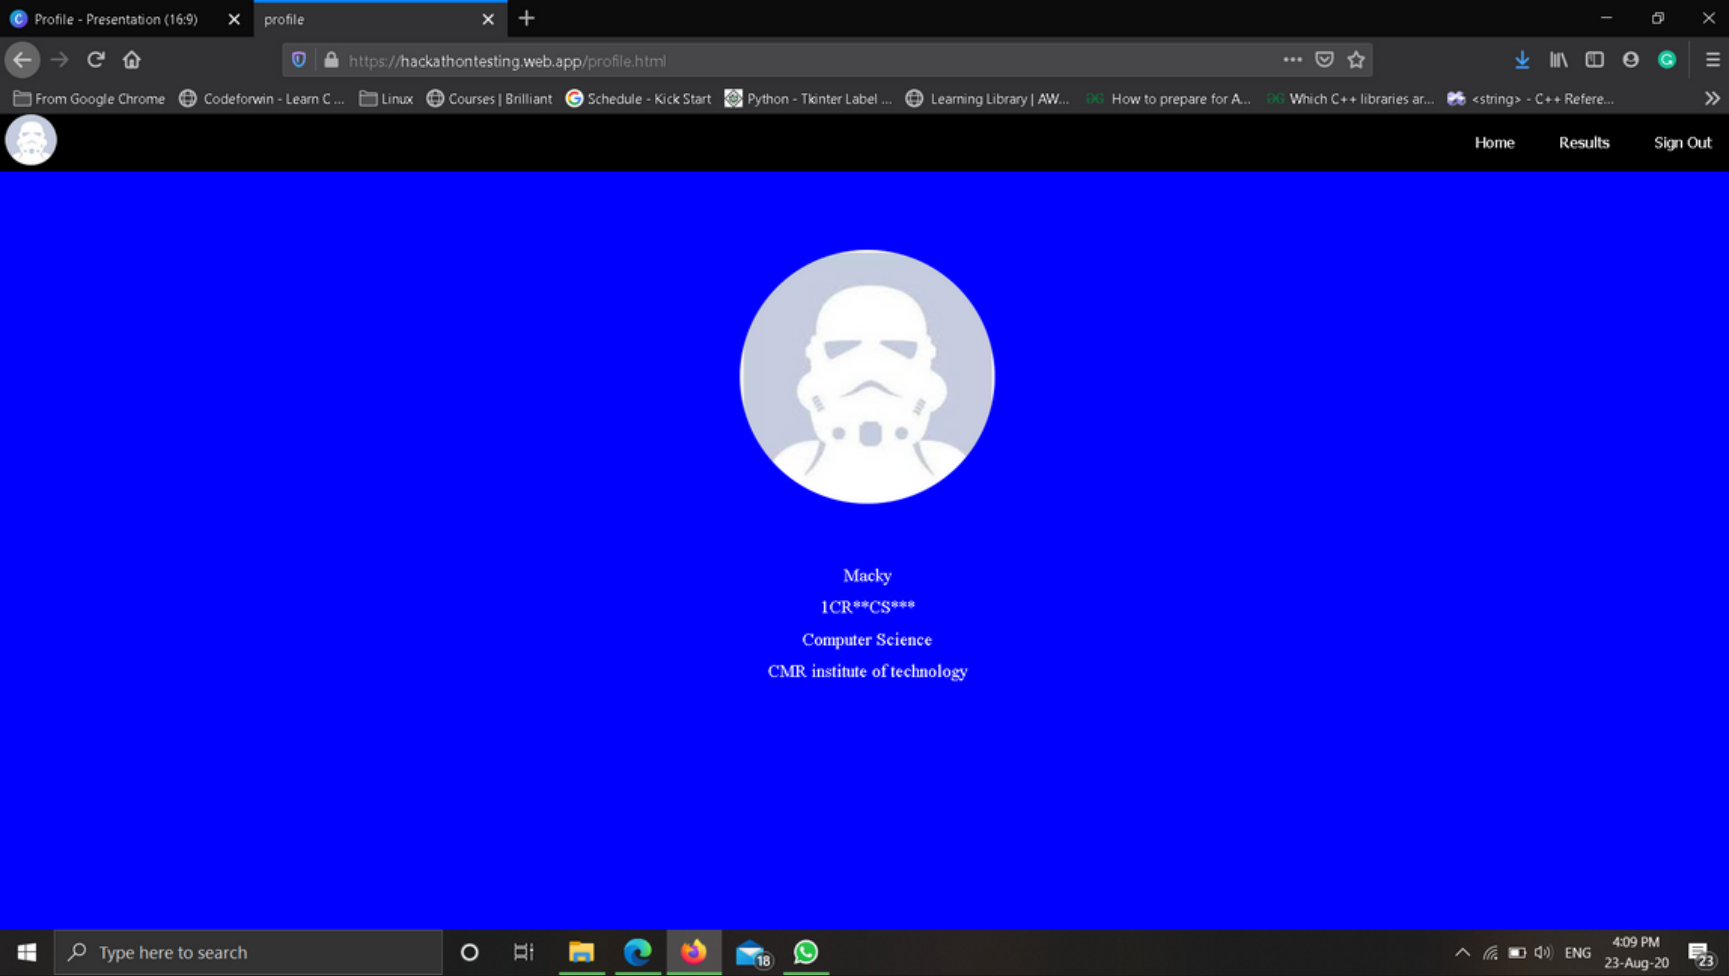 Profile - Presentation (16:9)
profile
https://hackathontesting.web.app/profile.html
From Google Chrome
Codeforwin - Learn C ...
Linux
Courses | Brilliant
Schedule - Kick Start
Python - Tkinter Label ...
Learning Library | AW...
How to prepare for A...
Which C++ libraries ar...
<string> - C++ Refere...
Home
Results
Sign Out
Macky
1CR**CS***
Computer Science
CMR institute of technology
Type here to search
18
ENG
4:09 PM
23-Aug-20
23